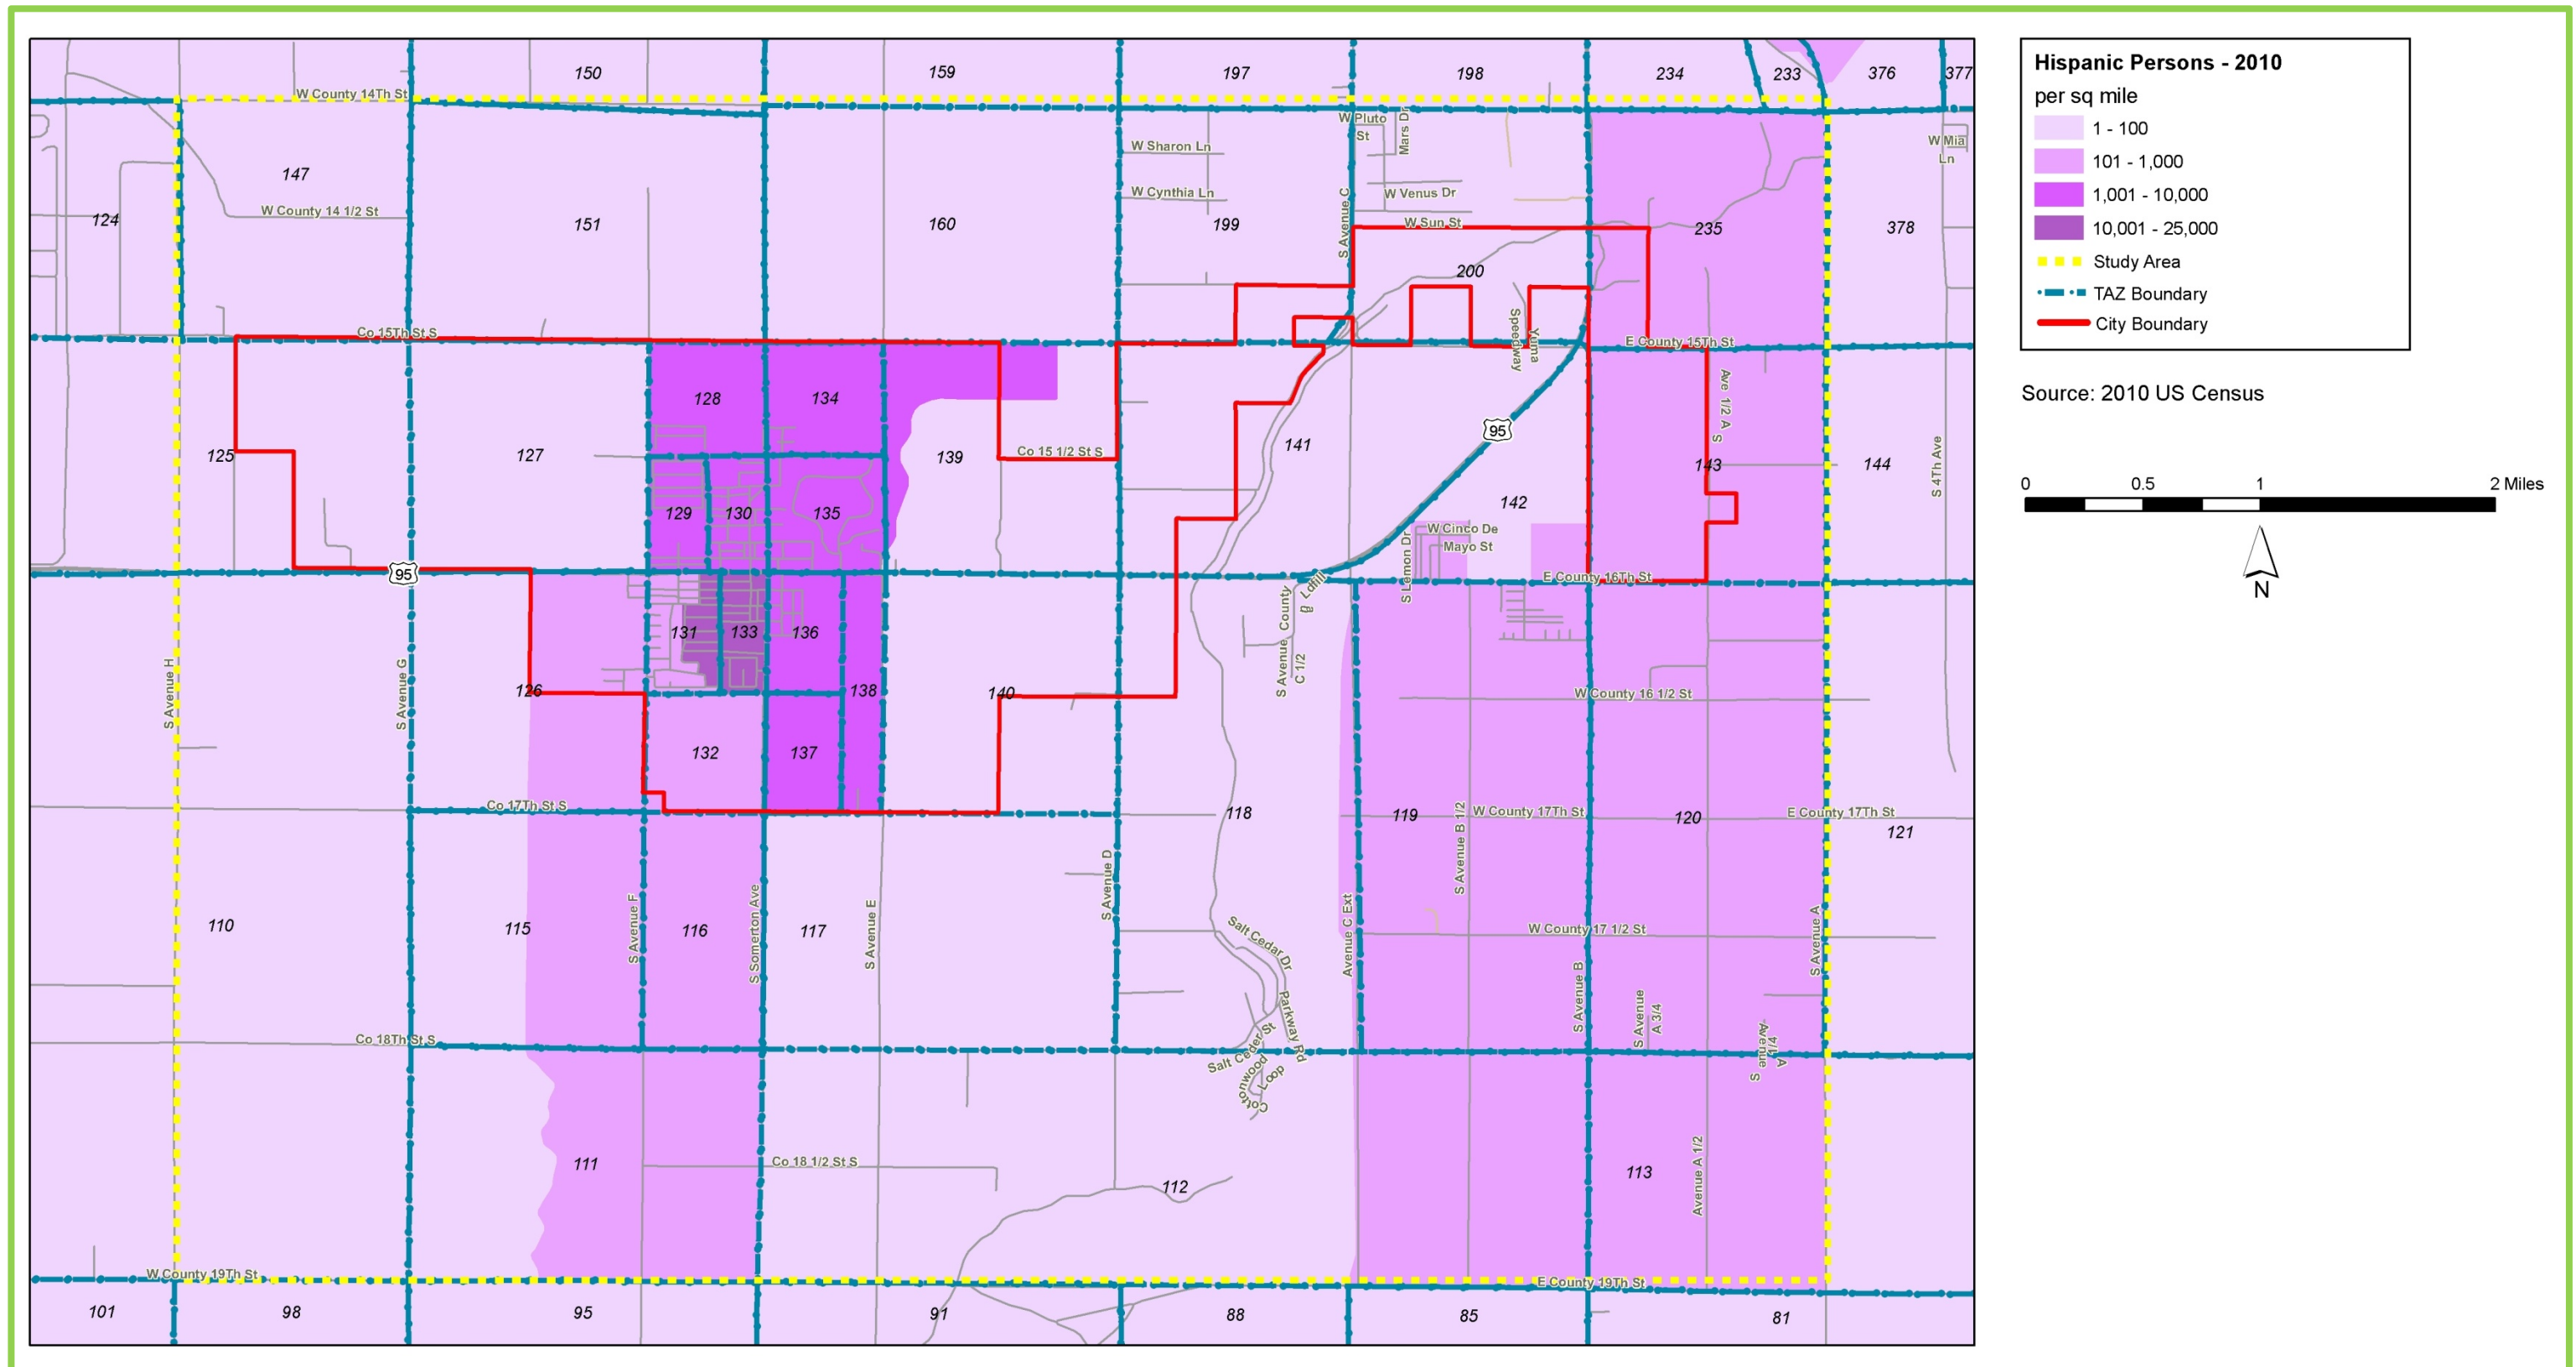 150
159
197
198
234
233
376
377
W County 14Th St
W Pluto
St
Mars Dr
W Sharon Ln
W Mia
Ln
147
W Cynthia Ln
W Venus Dr
124
W County 14 1/2 St
151
160
199
S Avenue C
W Sun St
235
378
200
Co 15Th St S
Speedway
Yuma
E County 15Th St
128
134
Ave 1/2 A S
125
127
139
Co 15 1/2 St S
141
95
143
144
S 4Th Ave
129
130
135
142
W Cinco De
Mayo St
S Lemon Dr
95
E County 16Th St
Ldfill
Rd
S Avenue County
C 1/2
131
133
136
S Avenue H
S Avenue G
126
138
140
W County 16 1/2 St
132
137
Co 17Th St S
118
119
S Avenue B 1/2
W County 17Th St
120
E County 17Th St
121
110
115
S Avenue F
116
S Somerton Ave
117
S Avenue E
S Avenue D
Salt Cedar Dr
Avenue C Ext
W County 17 1/2 St
S Avenue B
S Avenue A
S Avenue
A 3/4
Parkway Rd
Co 18Th St S
Salt Ceder St
Cottonwood
Loop
Avenue S
1/4 A
111
Co 18 1/2 St S
112
113
Avenue A 1/2
W County 19Th St
E County 19Th St
101
98
95
91
88
85
81
Hispanic Persons - 2010
per sq mile
1 - 100
101 - 1,000
1,001 - 10,000
10,001 - 25,000
Study Area
TAZ Boundary
City Boundary
Source: 2010 US Census
0 0.5 1 2 Miles
N